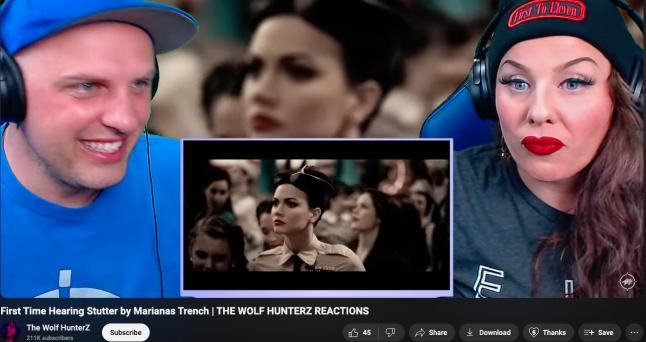 First To Eleven
First Time Hearing Stutter by Marianas Trench | THE WOLF HUNTERZ REACTIONS
The Wolf HunterZ
211K subscribers
Subscribe
45
Share
Download
Thanks
Save